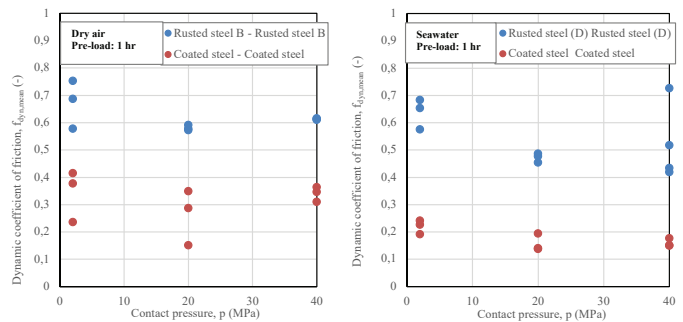 Dry air
Pre-load: 1 hr
Rusted steel B - Rusted steel B
Coated steel - Coated steel
Dynamic coefficient of friction, fdyn,mean (-)
1
0,9
0,8
0,7
0,6
0,5
0,4
0,3
0,2
0,1
0
0
10
20
30
40
Contact pressure, p (MPa)
Seawater
Pre-load: 1 hr
Rusted steel (D) Rusted steel (D)
Coated steel Coated steel
Dynamic coefficient of friction, fdyn,mean (-)
1
0,9
0,8
0,7
0,6
0,5
0,4
0,3
0,2
0,1
0
0
10
20
30
40
Contact pressure, p (MPa)